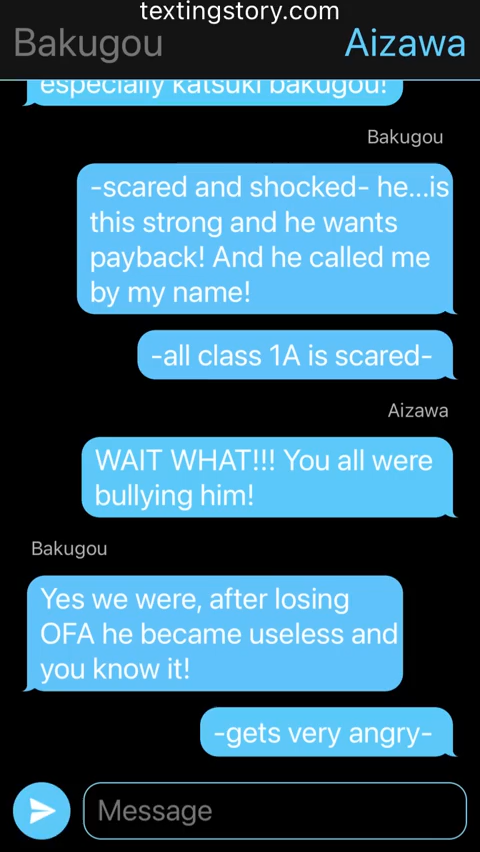 textingstory.com
Bakugou
Aizawa
especially katsuki bakugou!
Bakugou
-scared and shocked- he...is
this strong and he wants
payback! And he called me
by my name!
-all class 1A is scared-
Aizawa
WAIT WHAT!!! You all were
bullying him!
Bakugou
Yes we were, after losing
OFA he became useless and
you know it!
-gets very angry-
Message